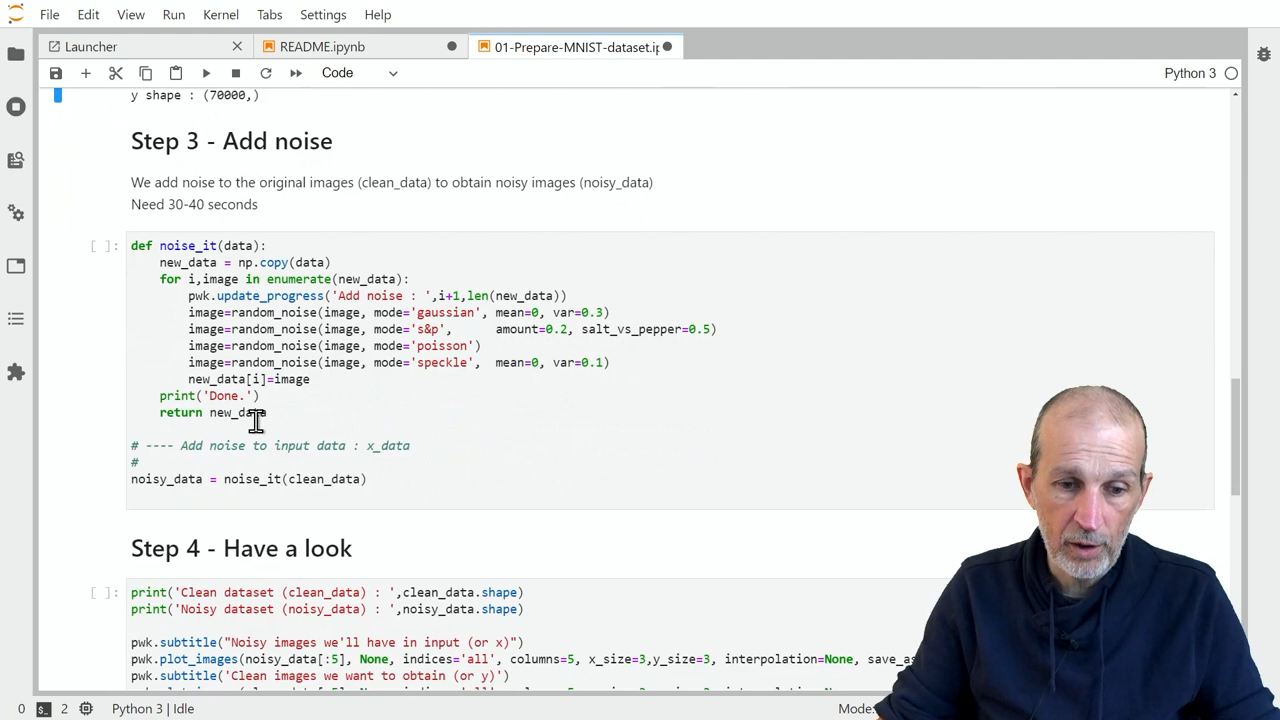 File Edit View Run Kernel Tabs Settings Help
Launcher README.ipynb 01-Prepare-MNIST-dataset.ip
Code Python 3
y shape : (70000,)
Step 3 - Add noise
We add noise to the original images (clean_data) to obtain noisy images (noisy_data)
Need 30-40 seconds
[ ]: def noise_it(data):
new_data = np.copy(data)
for i,image in enumerate(new_data):
pwk.update_progress('Add noise : ',i+1,len(new_data))
image=random_noise(image, mode='gaussian', mean=0, var=0.3)
image=random_noise(image, mode='s&p', amount=0.2, salt_vs_pepper=0.5)
image=random_noise(image, mode='poisson')
image=random_noise(image, mode='speckle', mean=0, var=0.1)
new_data[i]=image
print('Done.')
return new_data
# ---- Add noise to input data : x_data
#
noisy_data = noise_it(clean_data)
Step 4 - Have a look
[ ]: print('Clean dataset (clean_data) : ',clean_data.shape)
print('Noisy dataset (noisy_data) : ',noisy_data.shape)
pwk.subtitle("Noisy images we'll have in input (or x)")
pwk.plot_images(noisy_data[:5], None, indices='all', columns=5, x_size=3,y_size=3, interpolation=None, save_as
pwk.subtitle('Clean images we want to obtain (or y)')
0 2 Python 3 | Idle Mode: